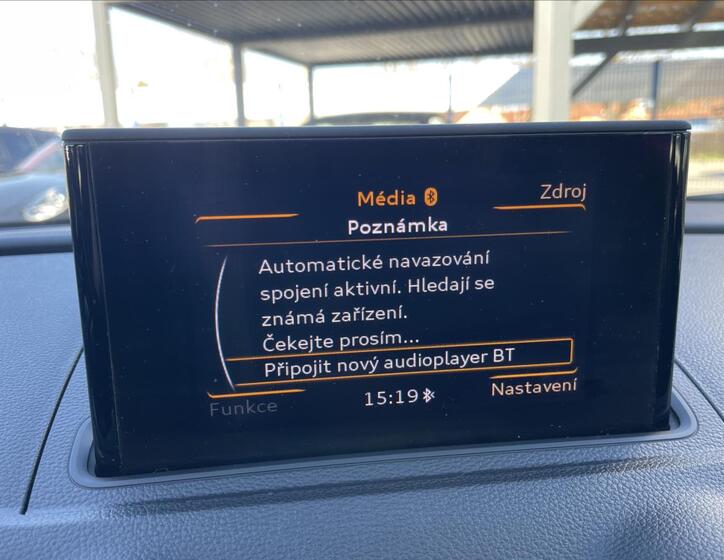 Média
Zdroj
Poznámka
Automatické navazování
spojení aktivní. Hledají se
známá zařízení.
Čekejte prosím...
Připojit nový audioplayer BT
Funkce
15:19
Nastavení